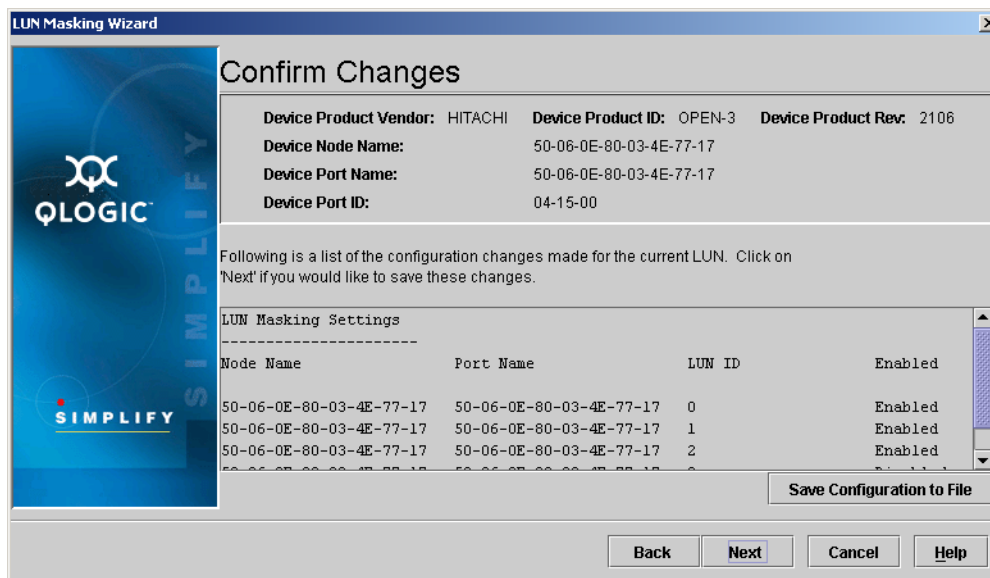 LUN Masking Wizard
Confirm Changes
Device Product Vendor: HITACHI Device Product ID: OPEN-3 Device Product Rev: 2106
Device Node Name: 50-06-0E-80-03-4E-77-17
Device Port Name: 50-06-0E-80-03-4E-77-17
Device Port ID: 04-15-00
QLOGIC
SIMPLIFY
SIMPLIFY
Following is a list of the configuration changes made for the current LUN. Click on
'Next' if you would like to save these changes.
LUN Masking Settings
----------------------
Node Name Port Name LUN ID Enabled
50-06-0E-80-03-4E-77-17 50-06-0E-80-03-4E-77-17 0 Enabled
50-06-0E-80-03-4E-77-17 50-06-0E-80-03-4E-77-17 1 Enabled
50-06-0E-80-03-4E-77-17 50-06-0E-80-03-4E-77-17 2 Enabled
Save Configuration to File
Back Next Cancel Help